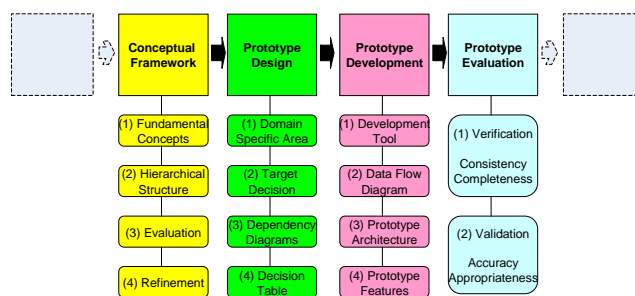 Conceptual
Framework
Prototype
Design
Prototype
Development
Prototype
Evaluation
(1) Fundamental
Concepts
(2) Hierarchical
Structure
(3) Evaluation
(4) Refinement
(1) Domain
Specific Area
(2) Target
Decision
(3) Dependency
Diagrams
(4) Decision
Table
(1) Development
Tool
(2) Data Flow
Diagram
(3) Prototype
Architecture
(4) Prototype
Features
(1) Verification
Consistency
Completeness
(2) Validation
Accuracy
Appropriateness